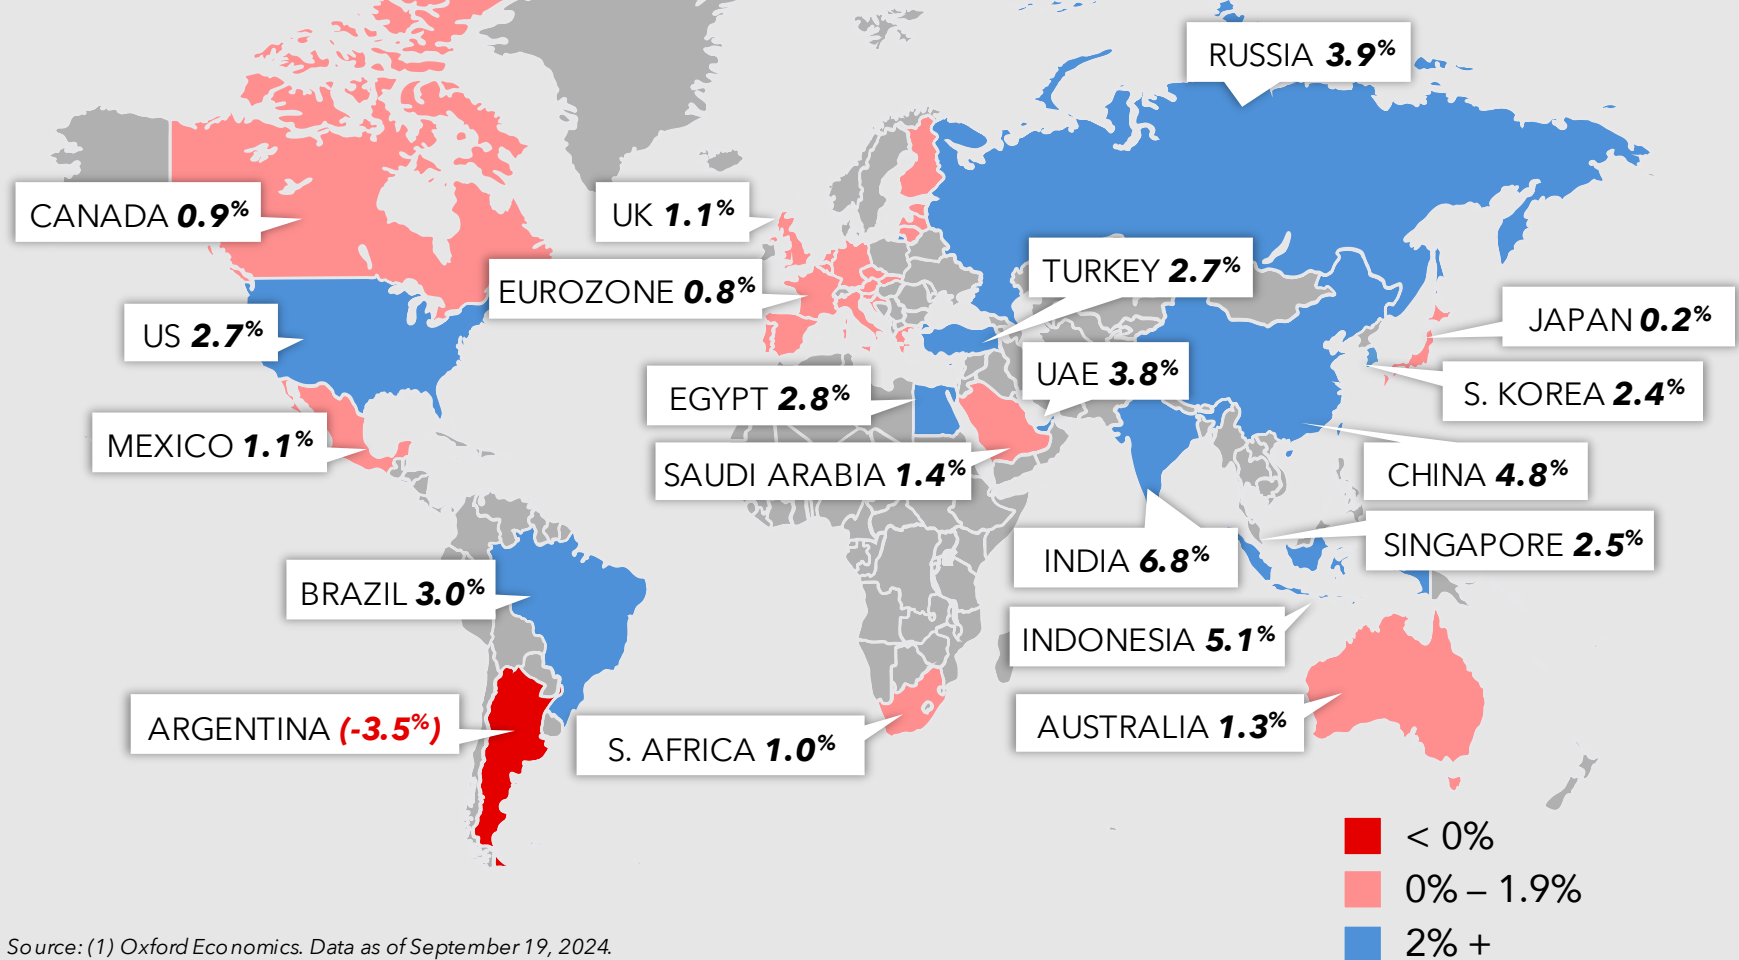 RUSSIA 3.9%
CANADA 0.9%
UK 1.1%
TURKEY 2.7%
EUROZONE 0.8%
US 2.7%
JAPAN 0.2%
UAE 3.8%
EGYPT 2.8%
S. KOREA 2.4%
MEXICO 1.1%
SAUDI ARABIA 1.4%
CHINA 4.8%
INDIA 6.8%
SINGAPORE 2.5%
BRAZIL 3.0%
INDONESIA 5.1%
ARGENTINA (-3.5%)
S. AFRICA 1.0%
AUSTRALIA 1.3%
< 0%
0% – 1.9%
2% +
Source: (1) Oxford Economics. Data as of September 19, 2024.